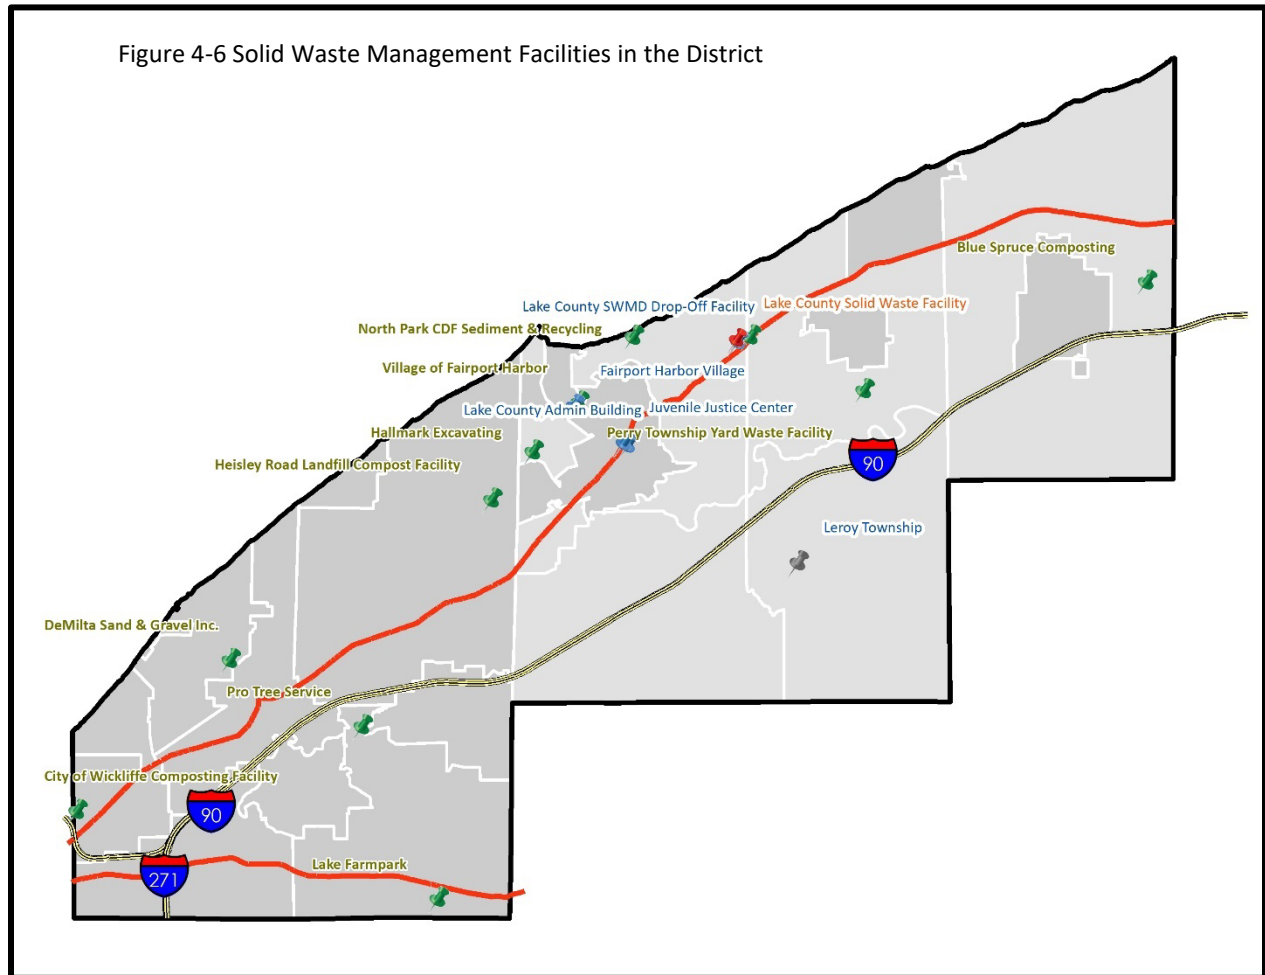 Figure 4-6 Solid Waste Management Facilities in the District
Blue Spruce Composting
Lake County SWMD Drop-Off Facility
Lake County Solid Waste Facility
North Park CDF Sediment & Recycling
Village of Fairport Harbor
Fairport Harbor Village
Lake County Admin Building
Juvenile Justice Center
Hallmark Excavating
Perry Township Yard Waste Facility
Heisley Road Landfill Compost Facility
90
Leroy Township
DeMilta Sand & Gravel Inc.
Pro Tree Service
City of Wickliffe Composting Facility
90
Lake Farmpark
271